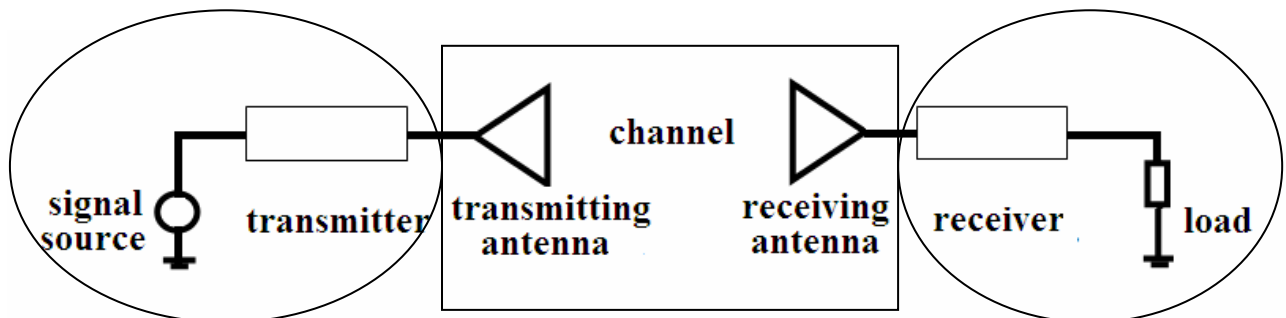 signal
source
transmitter
transmitting
antenna
channel
receiving
antenna
receiver
load